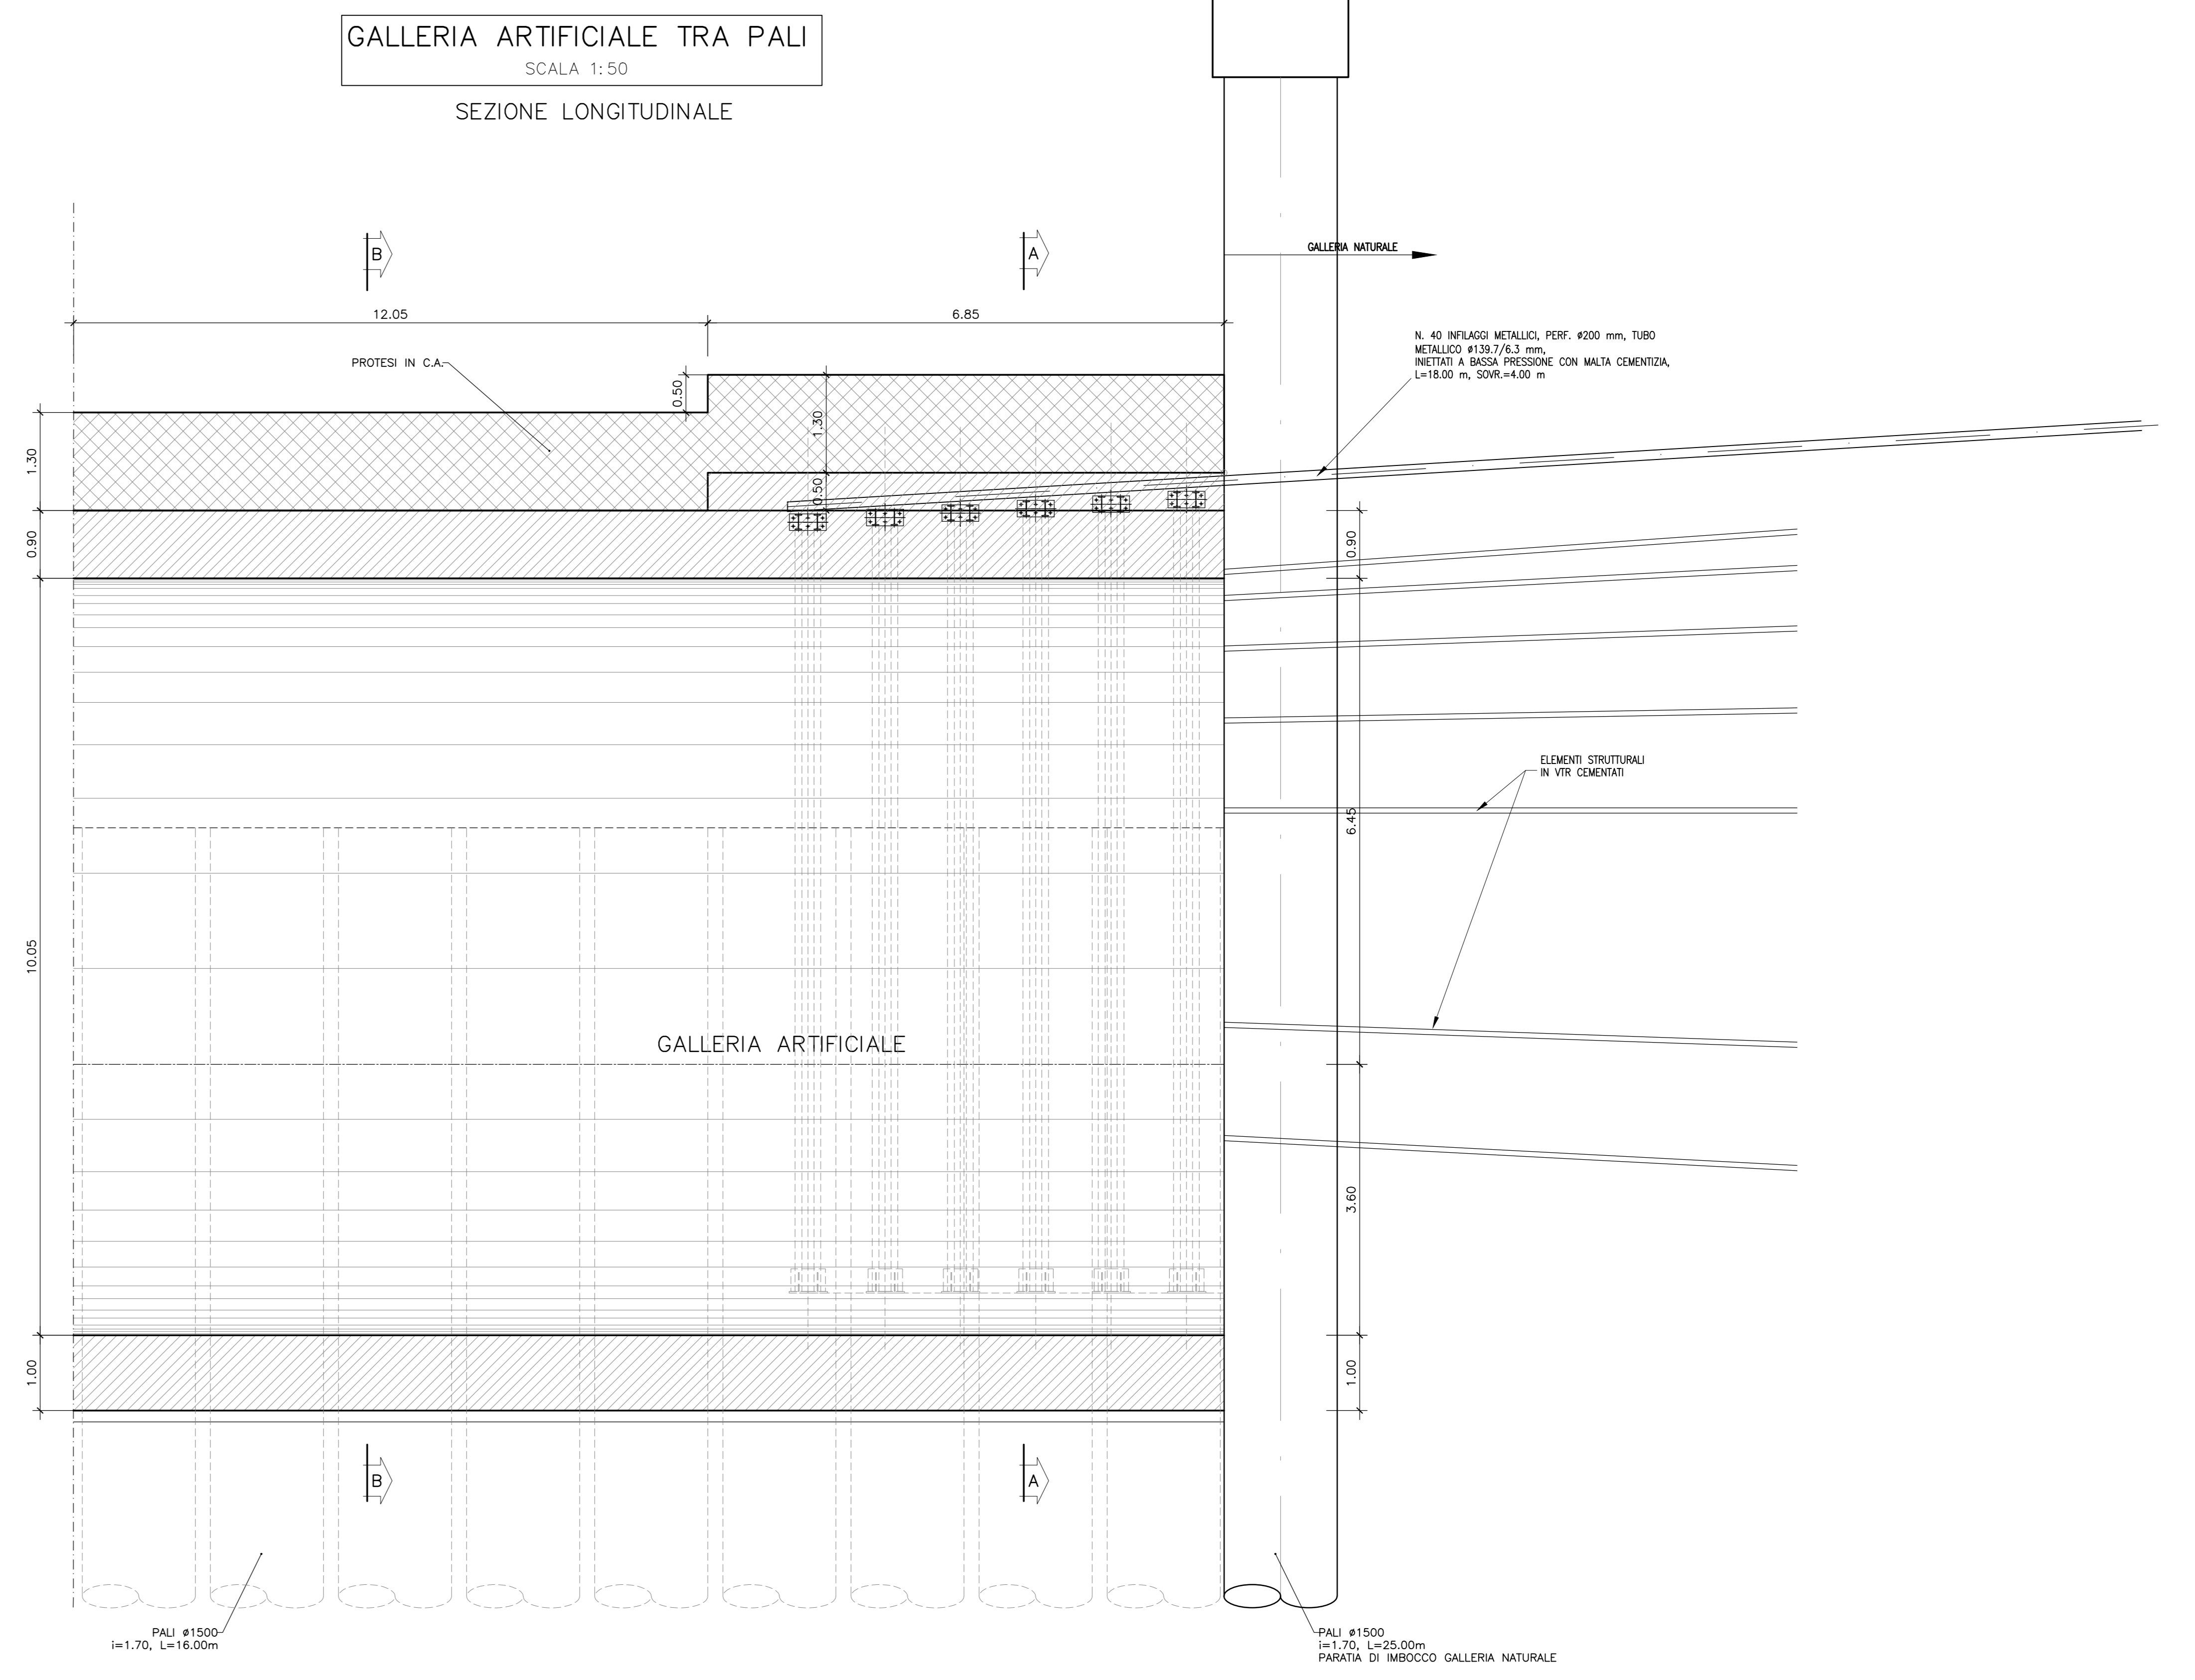 GALLERIA ARTIFICIALE TRA PALI
SCALA 1:50
SEZIONE LONGITUDINALE
B
A
GALLERIA NATURALE
12.05
6.85
N. 40 INFILAGGI METALLICI, PERF. ø200 mm, TUBO
METALLICO ø139.7/6.3 mm,
INIETTATI A BASSA PRESSIONE CON MALTA CEMENTIZIA,
L=18.00 m, SOVR.=4.00 m
PROTESI IN C.A.
0.50
1.30
1.30
0.50
0.90
0.90
ELEMENTI STRUTTURALI
IN VTR CEMENTATI
6.45
10.05
GALLERIA ARTIFICIALE
3.60
1.00
1.00
B
A
PALI ø1500
i=1.70, L=16.00m
PALI ø1500
i=1.70, L=25.00m
PARATIA DI IMBOCCO GALLERIA NATURALE